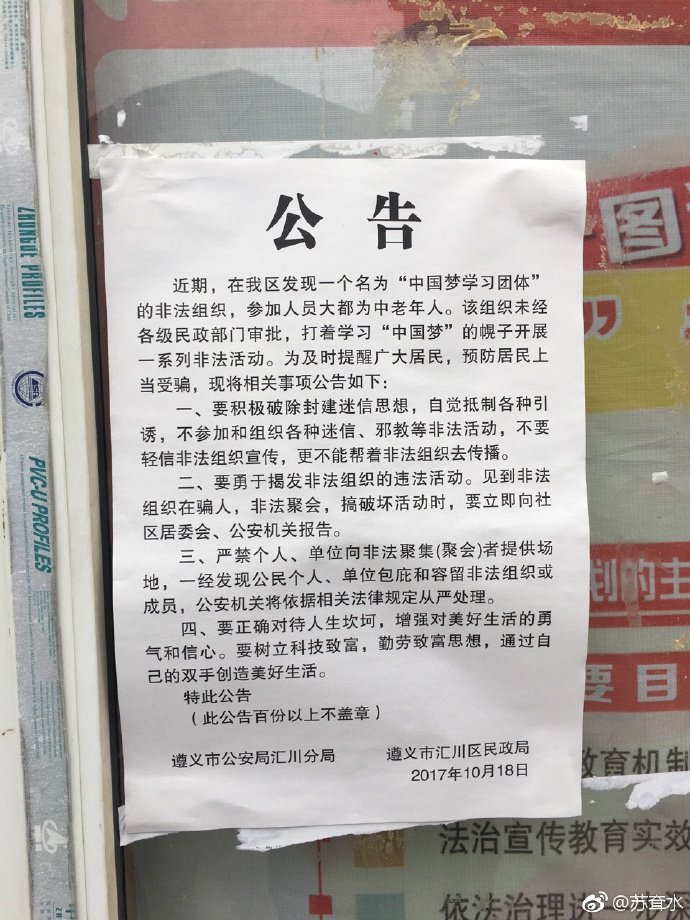 公 告
近期，在我区发现一个名为“中国梦学习团体”
的非法组织，参加人员大都为中老年人。该组织未经
各级民政部门审批，打着学习“中国梦”的幌子开展
一系列非法活动。为及时提醒广大居民，预防居民上
当受骗，现将相关事项公告如下：
一、要积极破除封建迷信思想，自觉抵制各种引
诱，不参加和组织各种迷信、邪教等非法活动，不要
轻信非法组织宣传，更不能帮着非法组织去传播。
二、要勇于揭发非法组织的违法活动。见到非法
组织在骗人，非法聚会，搞破坏活动时，要立即向社
区居委会、公安机关报告。
三、严禁个人、单位向非法聚集(聚会)者提供场
地，一经发现公民个人、单位包庇和容留非法组织或
成员，公安机关将依据相关法律规定从严处理。
四、要正确对待人生坎坷，增强对美好生活的勇
气和信心。要树立科技致富，勤劳致富思想，通过自
己的双手创造美好生活。
特此公告
（此公告百份以上不盖章）
遵义市公安局汇川分局 遵义市汇川区民政局
2017年10月18日
ZHONGCE PROFILES
PVC-U PROFILES
图
”
划的主
要目
教育机制
法治宣传教育实效
依法治理进一步深
@苏耷水